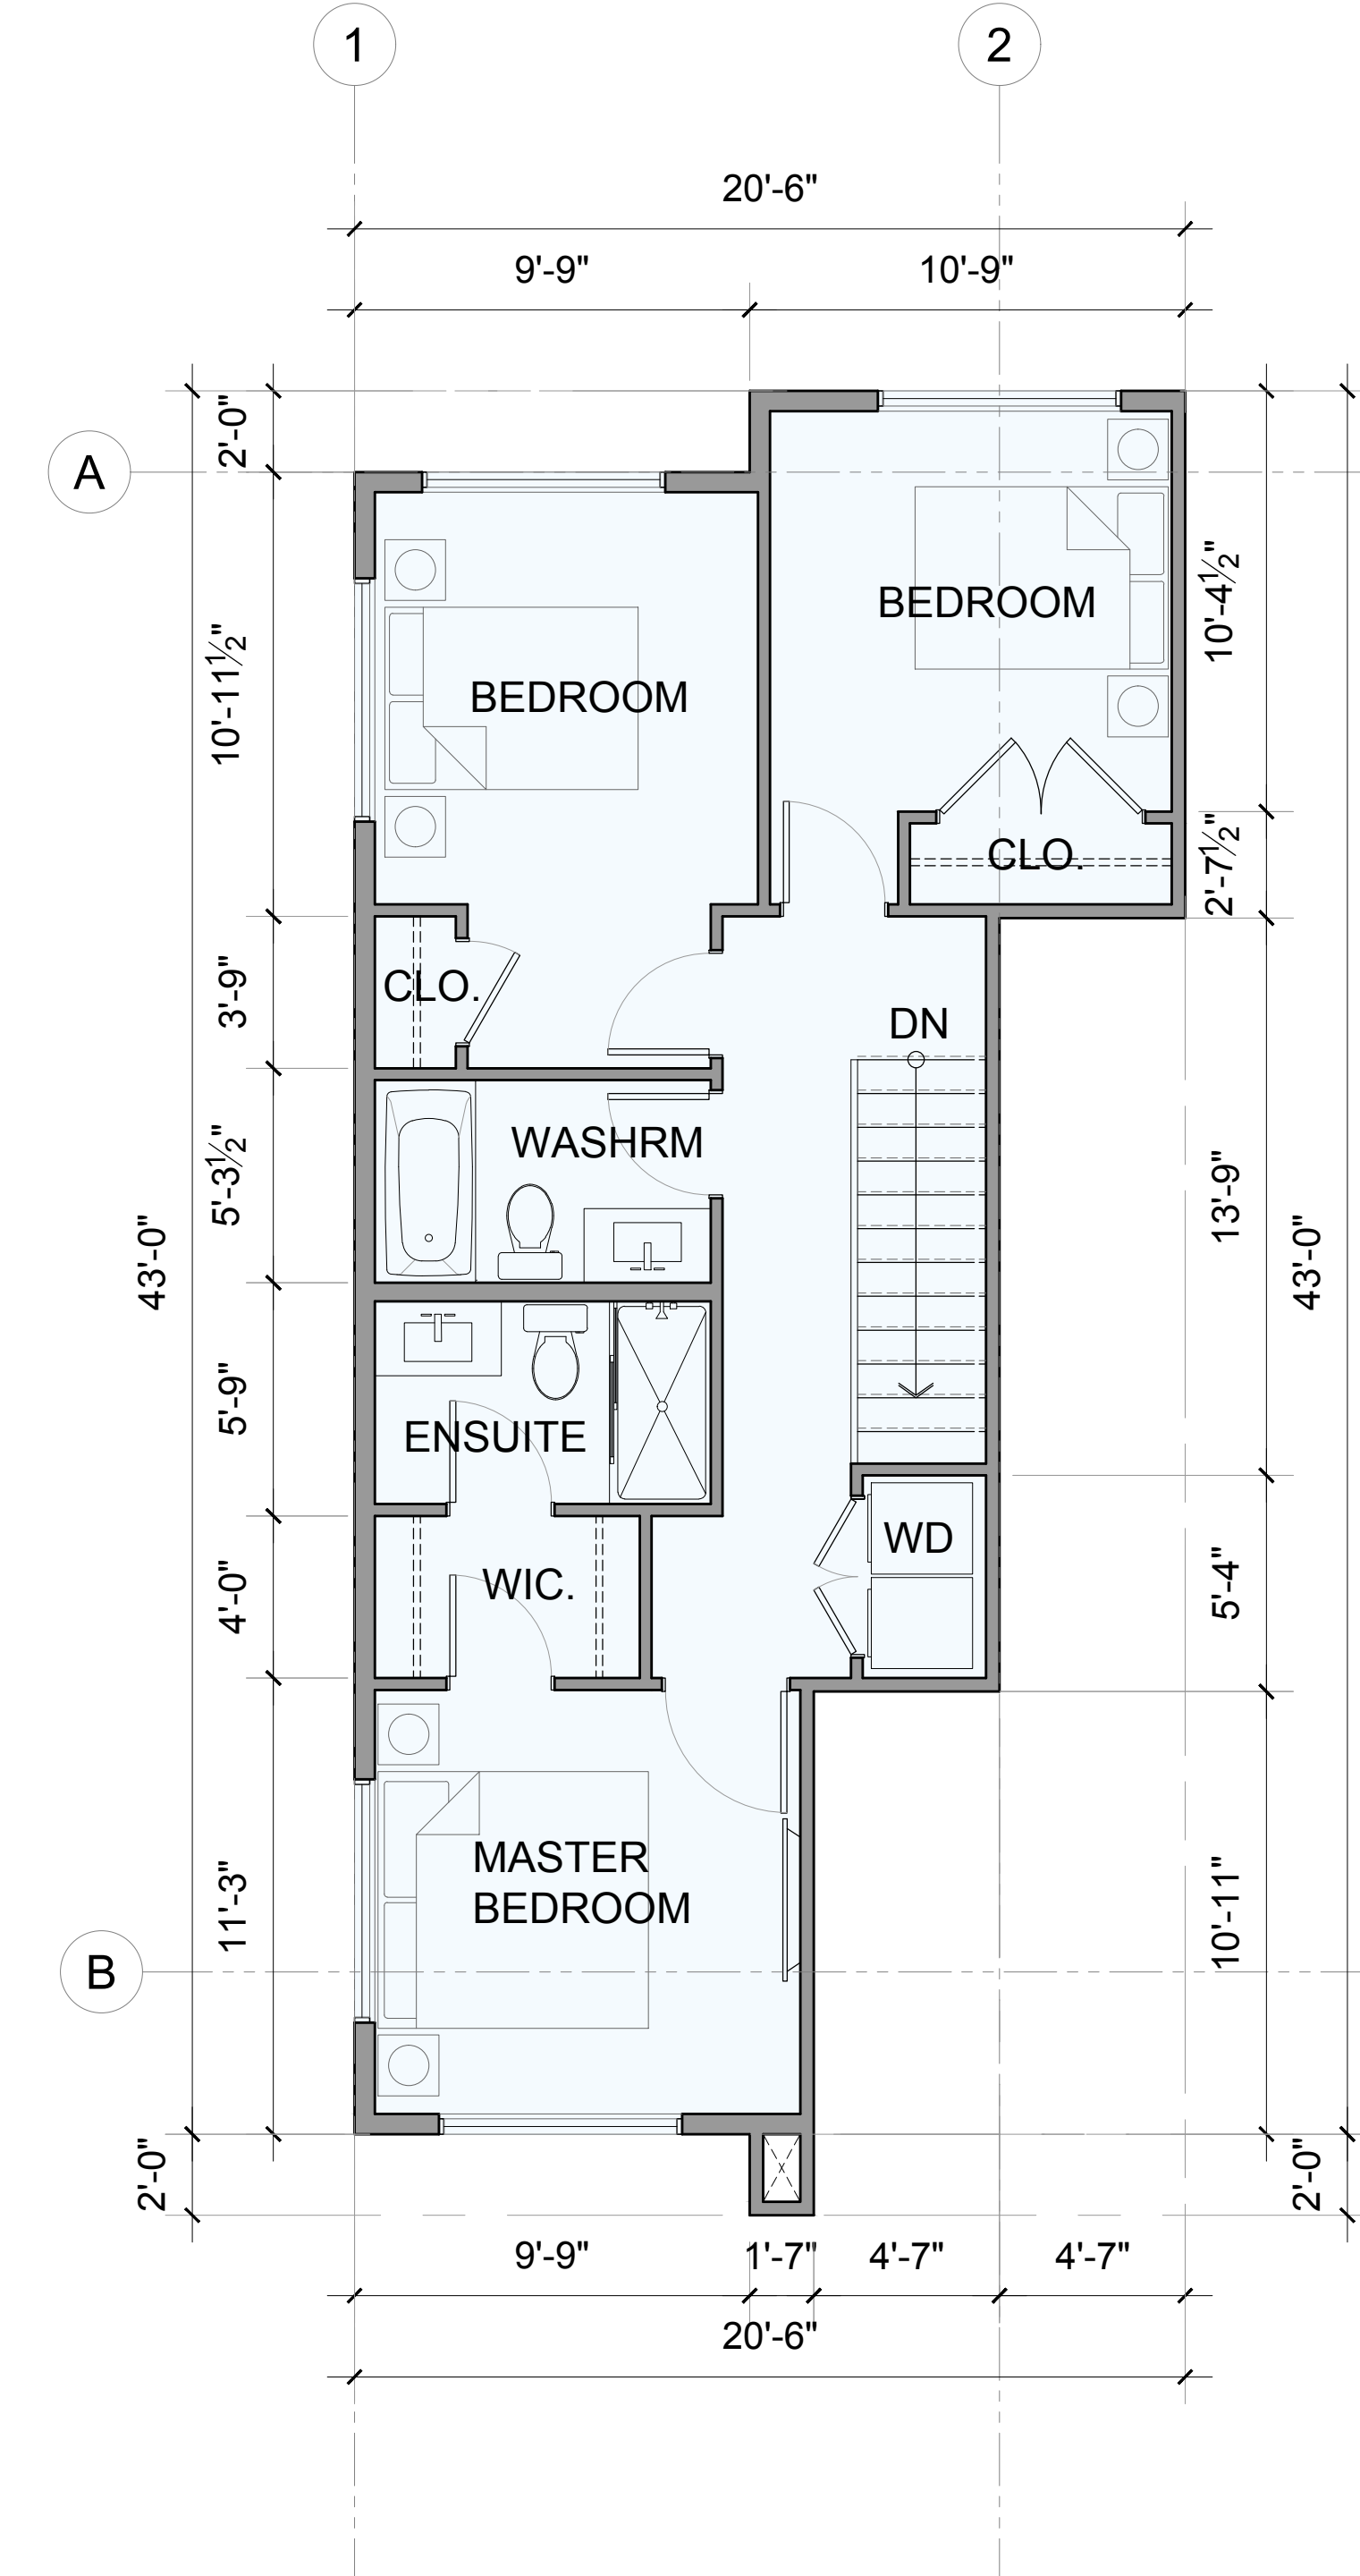 1
2
20'-6"
9'-9"
10'-9"
2'-0"
A
10'-4½"
BEDROOM
10'-11½"
BEDROOM
2'-7½"
CLO.
3'-9"
CLO.
DN
WASHRM
5'-3½"
13'-9"
43'-0"
43'-0"
5'-9"
ENSUITE
WD
4'-0"
WIC.
5'-4"
MASTER
BEDROOM
11'-3"
10'-11"
B
2'-0"
2'-0"
9'-9"
1'-7"
4'-7"
4'-7"
20'-6"